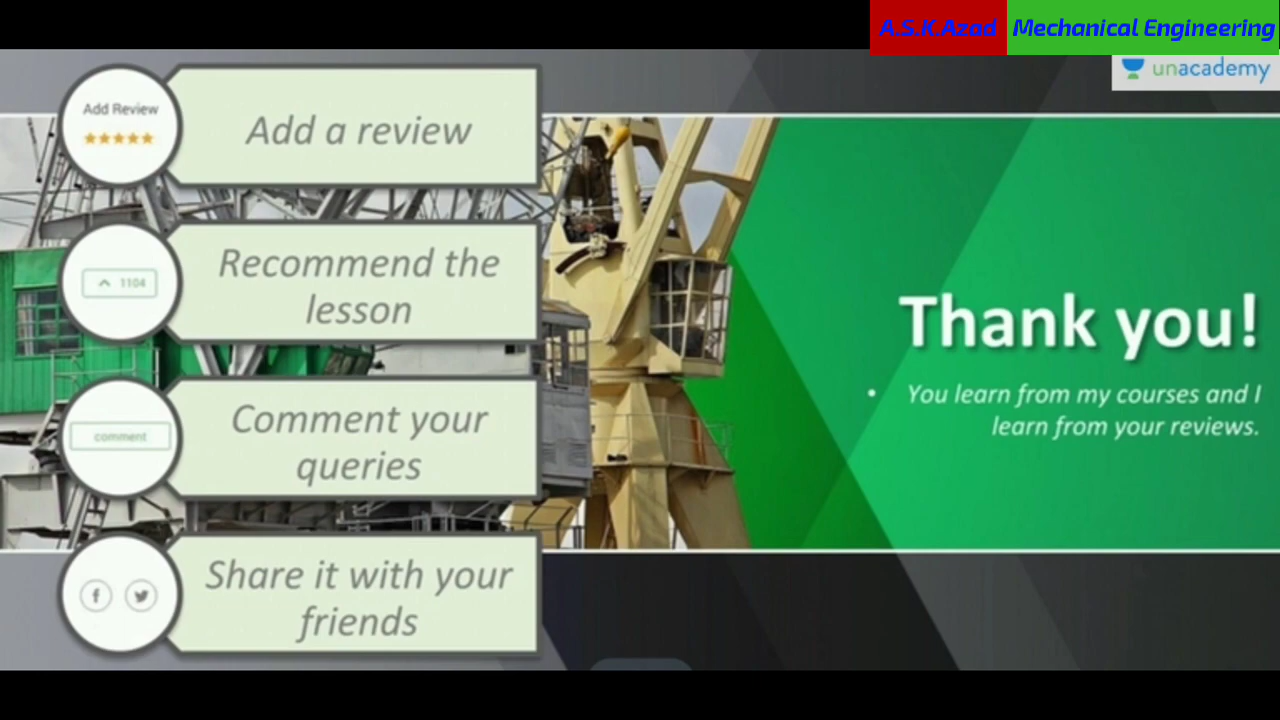 A.S.K.Azad Mechanical Engineering
unacademy
Add Review
Add a review
1104
Recommend the
lesson
comment
Comment your
queries
Share it with your
friends
Thank you!
• You learn from my courses and I
learn from your reviews.